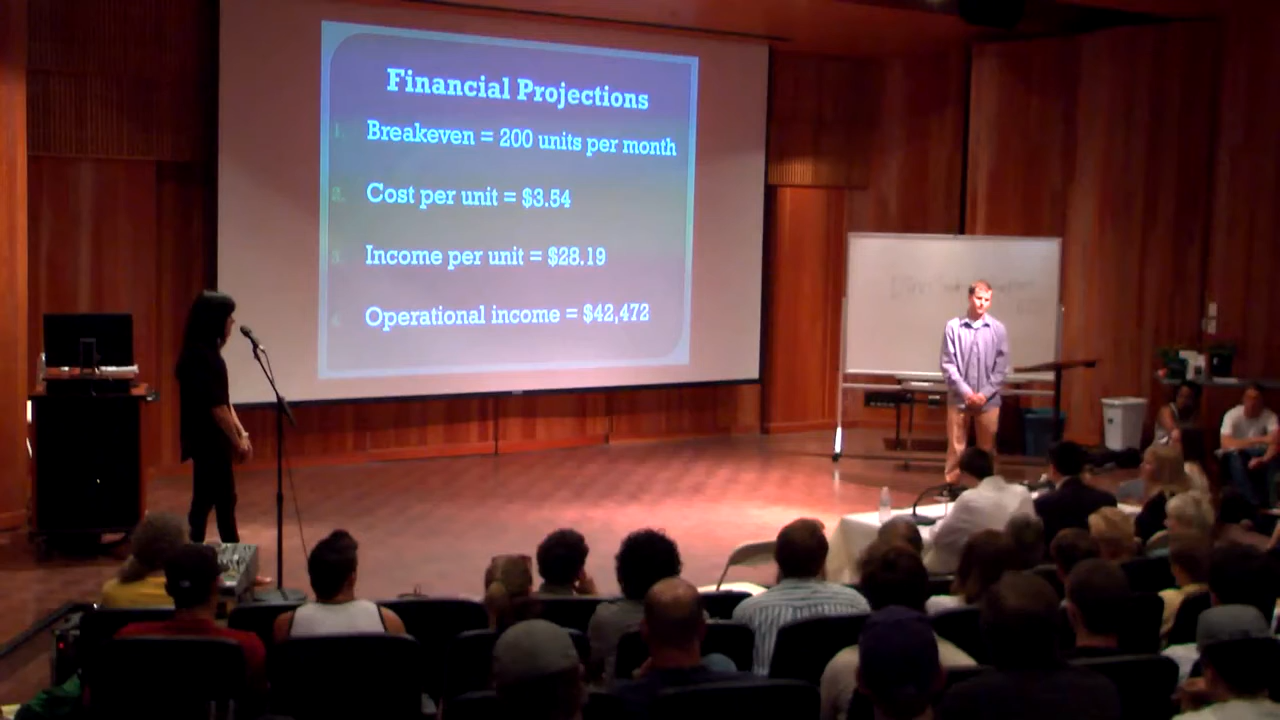 Financial Projections
1. Breakeven = 200 units per month
2. Cost per unit = $3.54
3. Income per unit = $28.19
4. Operational income = $42,472